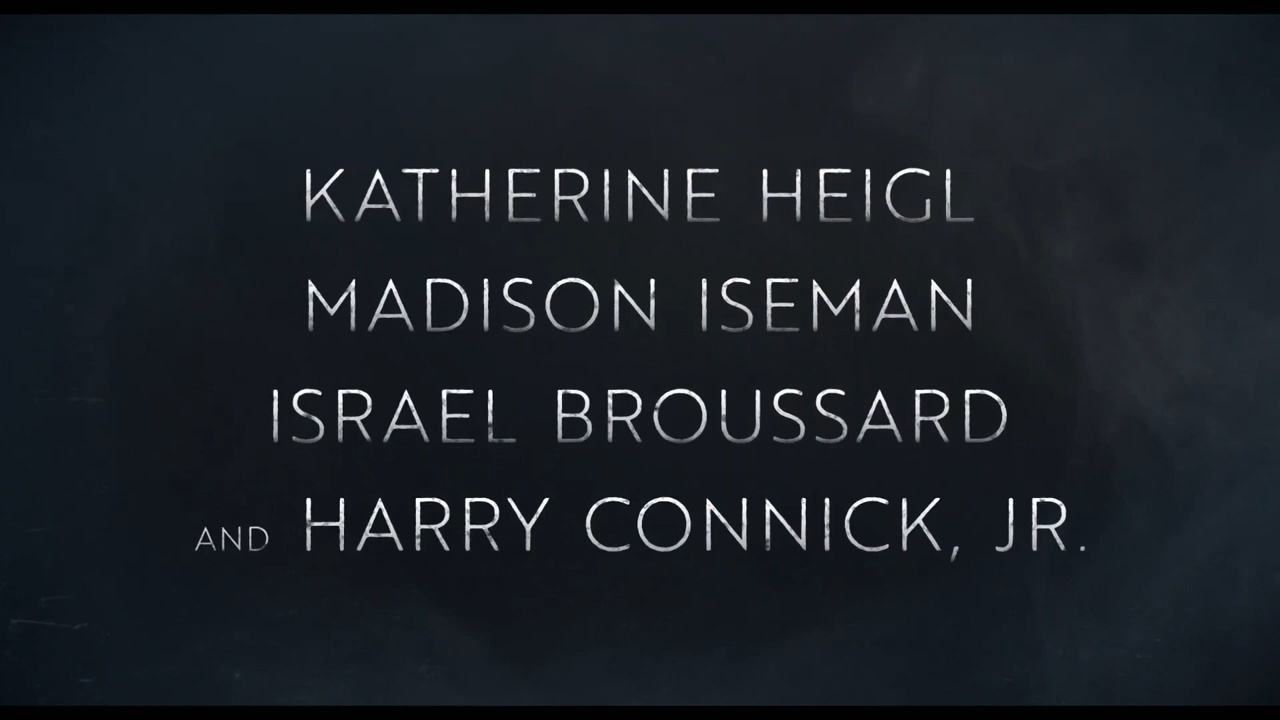 KATHERINE HEIGL
MADISON ISEMAN
ISRAEL BROUSSARD
AND HARRY CONNICK, JR.